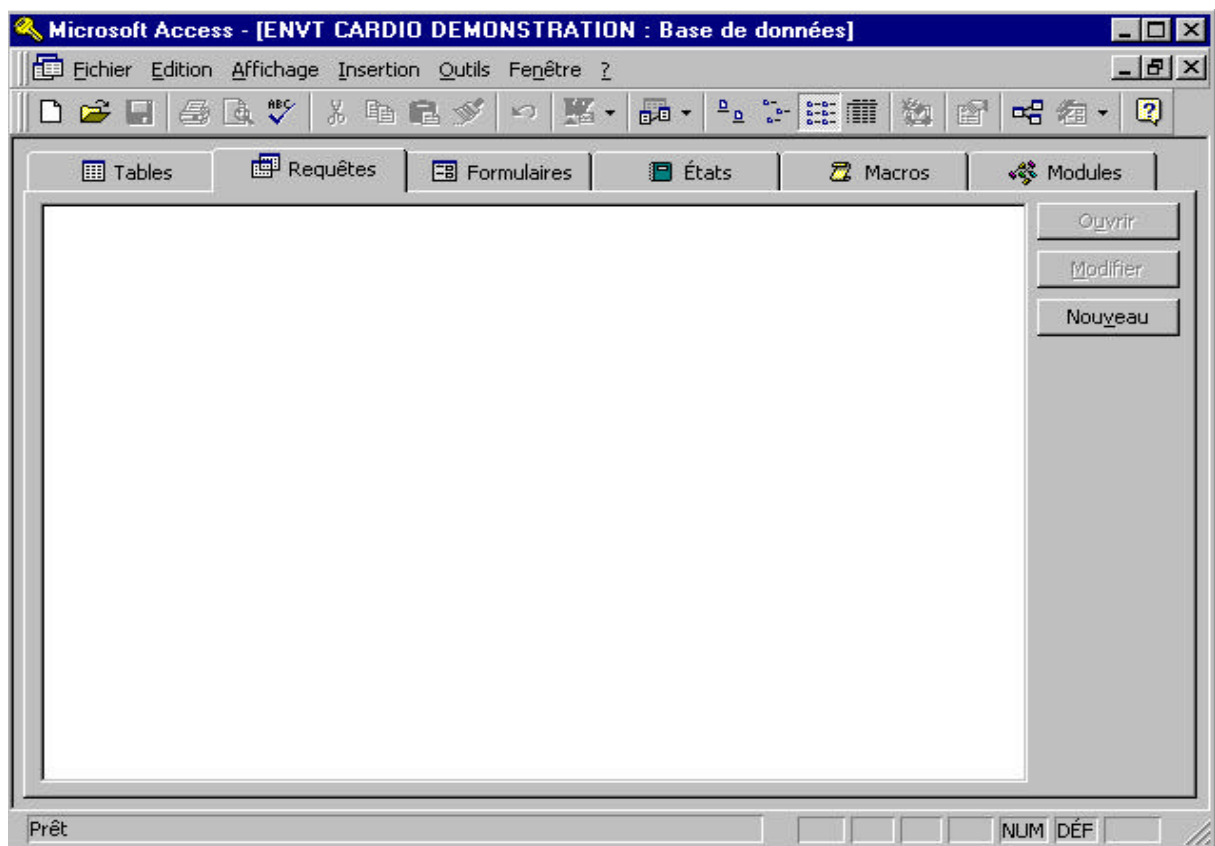 Microsoft Access - [ENVT CARDIO DEMONSTRATION : Base de données]
Fichier Edition Affichage Insertion Outils Fenêtre ?
ABC
Tables Requêtes Formulaires États Macros Modules
Ouvrir
Modifier
Nouveau
Prêt NUM DÉF